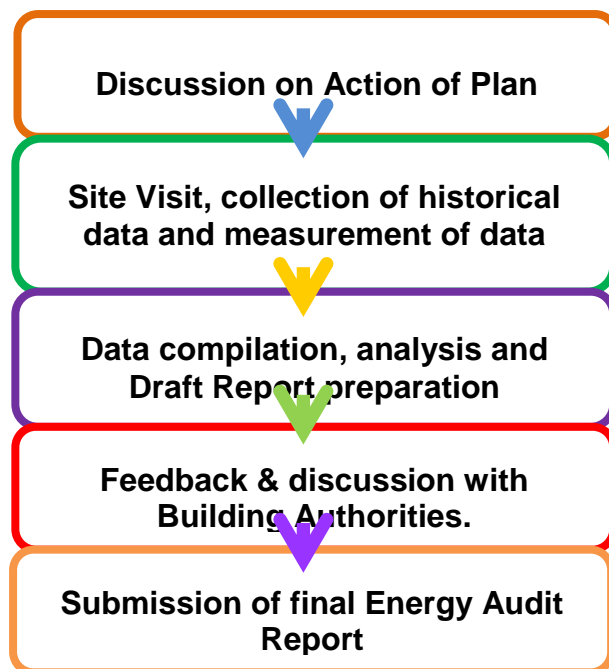 Discussion on Action of Plan
Site Visit, collection of historical
data and measurement of data
Data compilation, analysis and
Draft Report preparation
Feedback & discussion with
Building Authorities.
Submission of final Energy Audit
Report